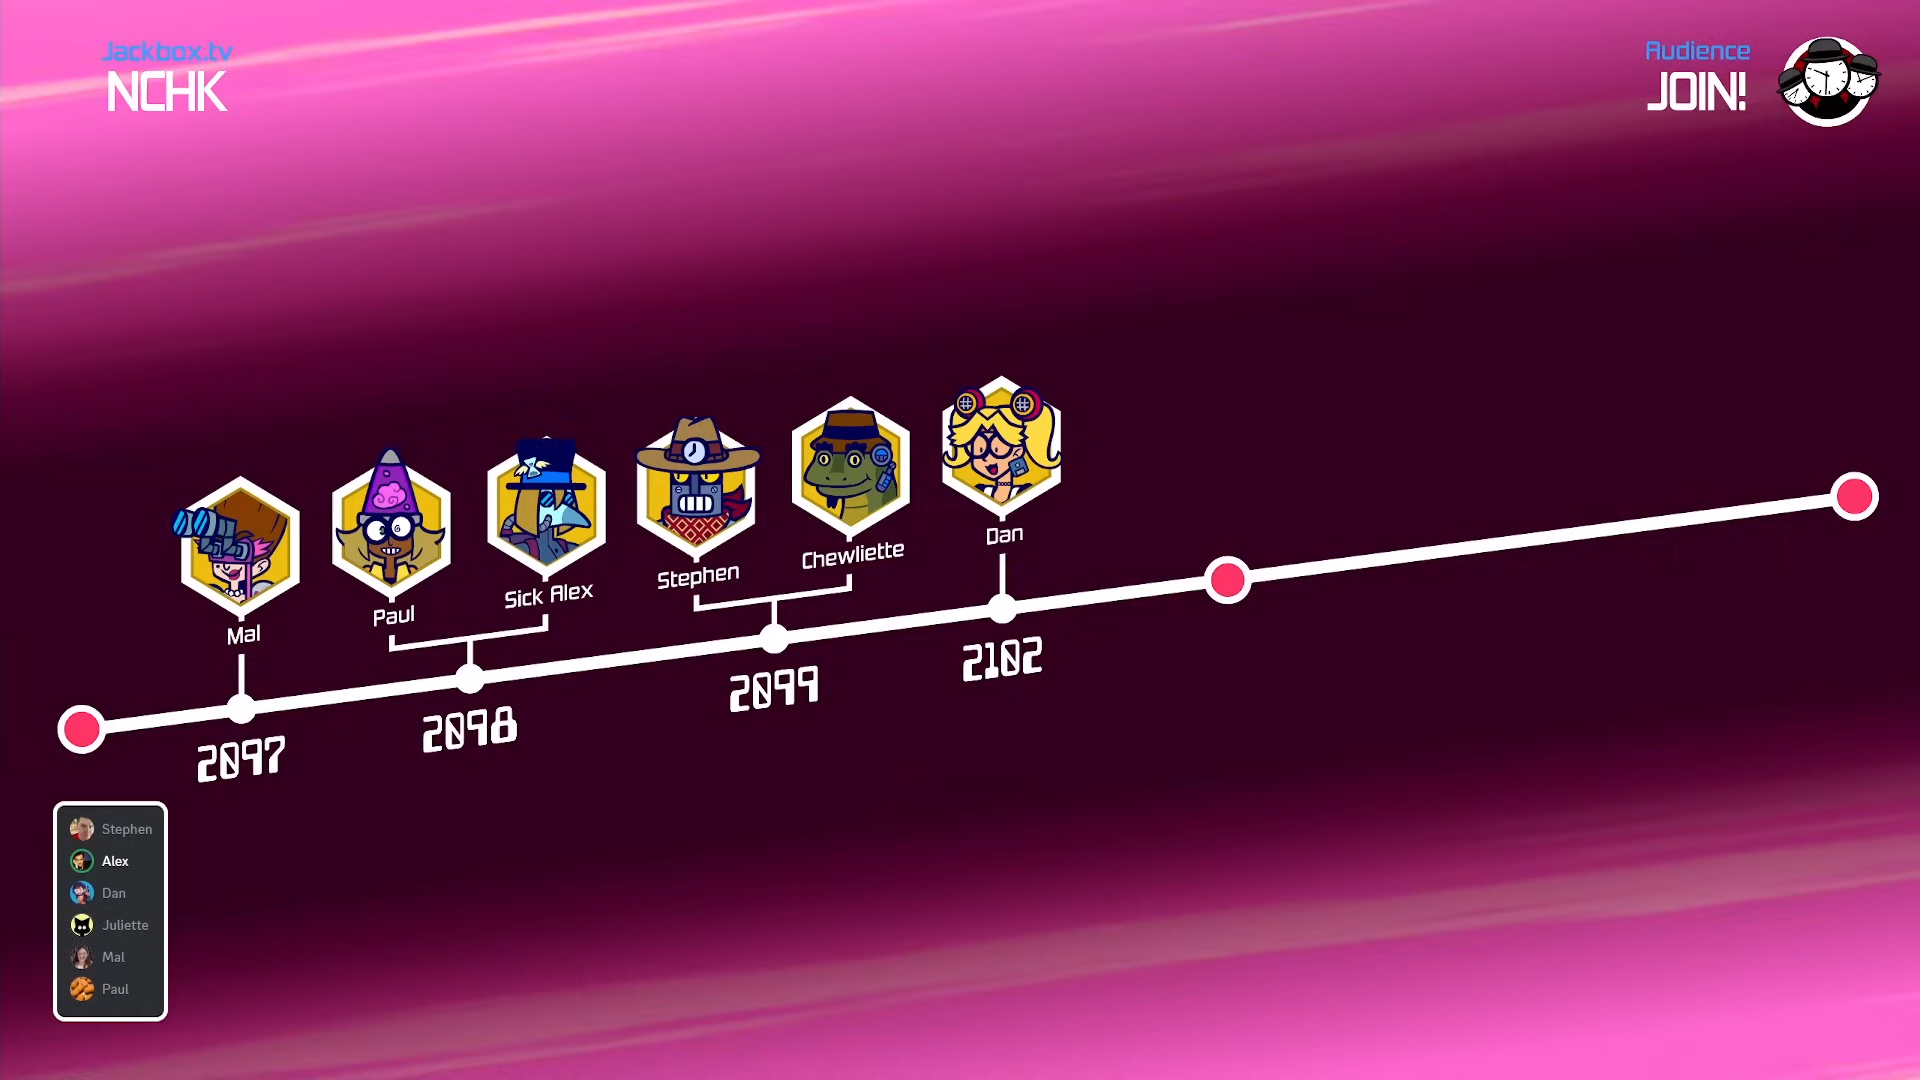 Jackbox.tv
NCHK
Audience
JOIN!
Mal
Paul
Sick Alex
Stephen
Chewliette
Dan
2097
2098
2099
2102
Stephen
Alex
Dan
Juliette
Mal
Paul